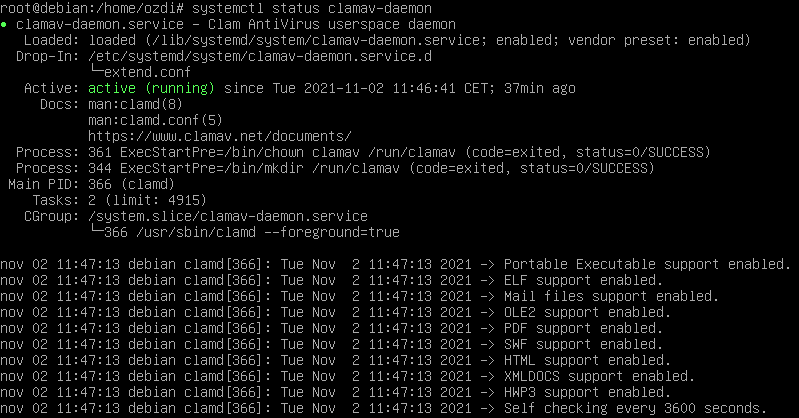 root@debian:/home/ozdi# systemctl status clamav-daemon
● clamav-daemon.service - Clam AntiVirus userspace daemon
   Loaded: loaded (/lib/systemd/system/clamav-daemon.service; enabled; vendor preset: enabled)
  Drop-In: /etc/systemd/system/clamav-daemon.service.d
           └─extend.conf
   Active: active (running) since Tue 2021-11-02 11:46:41 CET; 37min ago
     Docs: man:clamd(8)
           man:clamd.conf(5)
           https://www.clamav.net/documents/
  Process: 361 ExecStartPre=/bin/chown clamav /run/clamav (code=exited, status=0/SUCCESS)
  Process: 344 ExecStartPre=/bin/mkdir /run/clamav (code=exited, status=0/SUCCESS)
 Main PID: 366 (clamd)
    Tasks: 2 (limit: 4915)
   CGroup: /system.slice/clamav-daemon.service
           └─366 /usr/sbin/clamd --foreground=true
nov 02 11:47:13 debian clamd[366]: Tue Nov  2 11:47:13 2021 -> Portable Executable support enabled.
nov 02 11:47:13 debian clamd[366]: Tue Nov  2 11:47:13 2021 -> ELF support enabled.
nov 02 11:47:13 debian clamd[366]: Tue Nov  2 11:47:13 2021 -> Mail files support enabled.
nov 02 11:47:13 debian clamd[366]: Tue Nov  2 11:47:13 2021 -> OLE2 support enabled.
nov 02 11:47:13 debian clamd[366]: Tue Nov  2 11:47:13 2021 -> PDF support enabled.
nov 02 11:47:13 debian clamd[366]: Tue Nov  2 11:47:13 2021 -> SWF support enabled.
nov 02 11:47:13 debian clamd[366]: Tue Nov  2 11:47:13 2021 -> HTML support enabled.
nov 02 11:47:13 debian clamd[366]: Tue Nov  2 11:47:13 2021 -> XMLDOCS support enabled.
nov 02 11:47:13 debian clamd[366]: Tue Nov  2 11:47:13 2021 -> HWP3 support enabled.
nov 02 11:47:13 debian clamd[366]: Tue Nov  2 11:47:13 2021 -> Self checking every 3600 seconds.